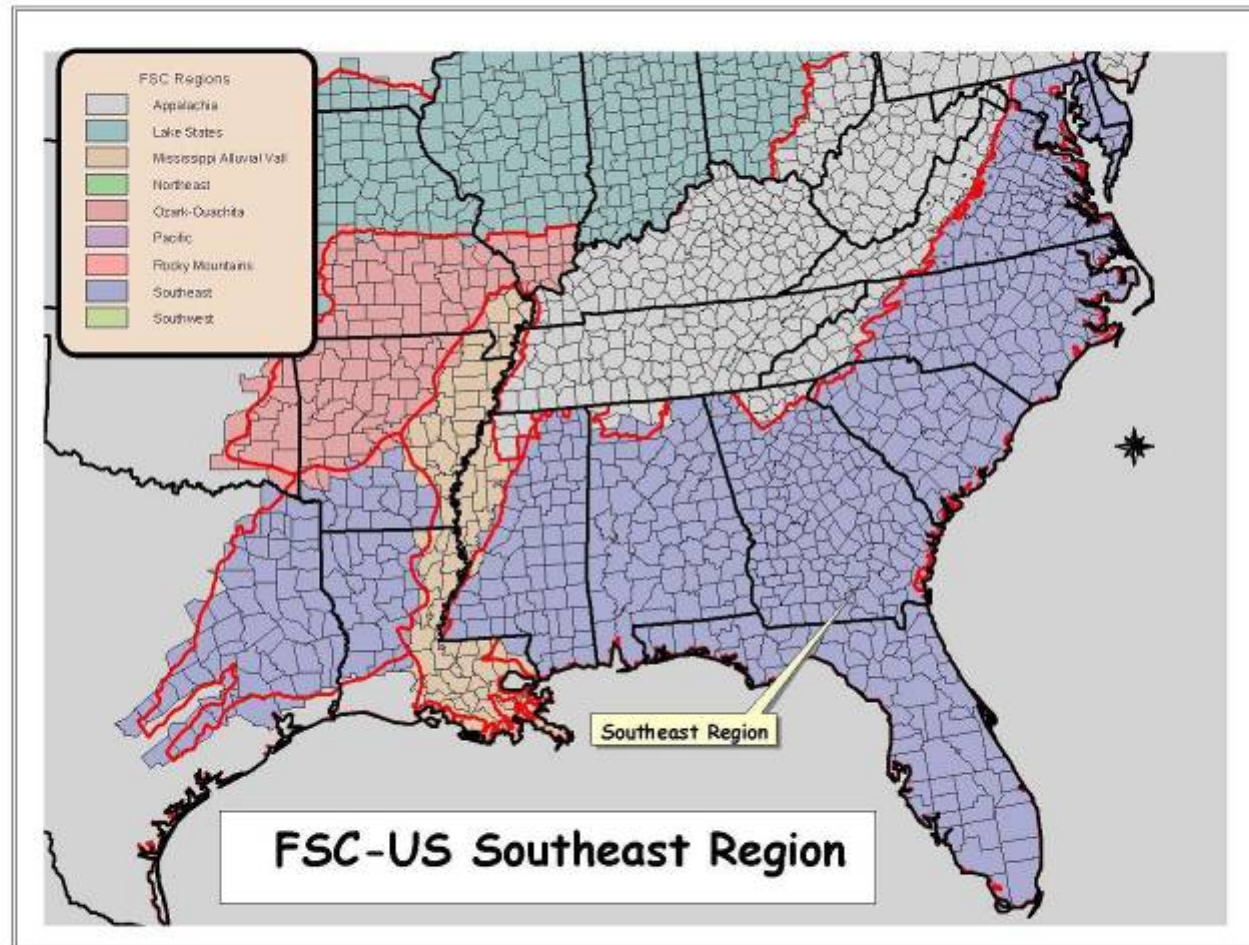 FSC Regions
Appalachia
Lake States
Mississippi Alluvial Vall
Northeast
Ozark-Ouachita
Pacific
Rocky Mountains
Southeast
Southwest
Southeast Region
FSC-US Southeast Region